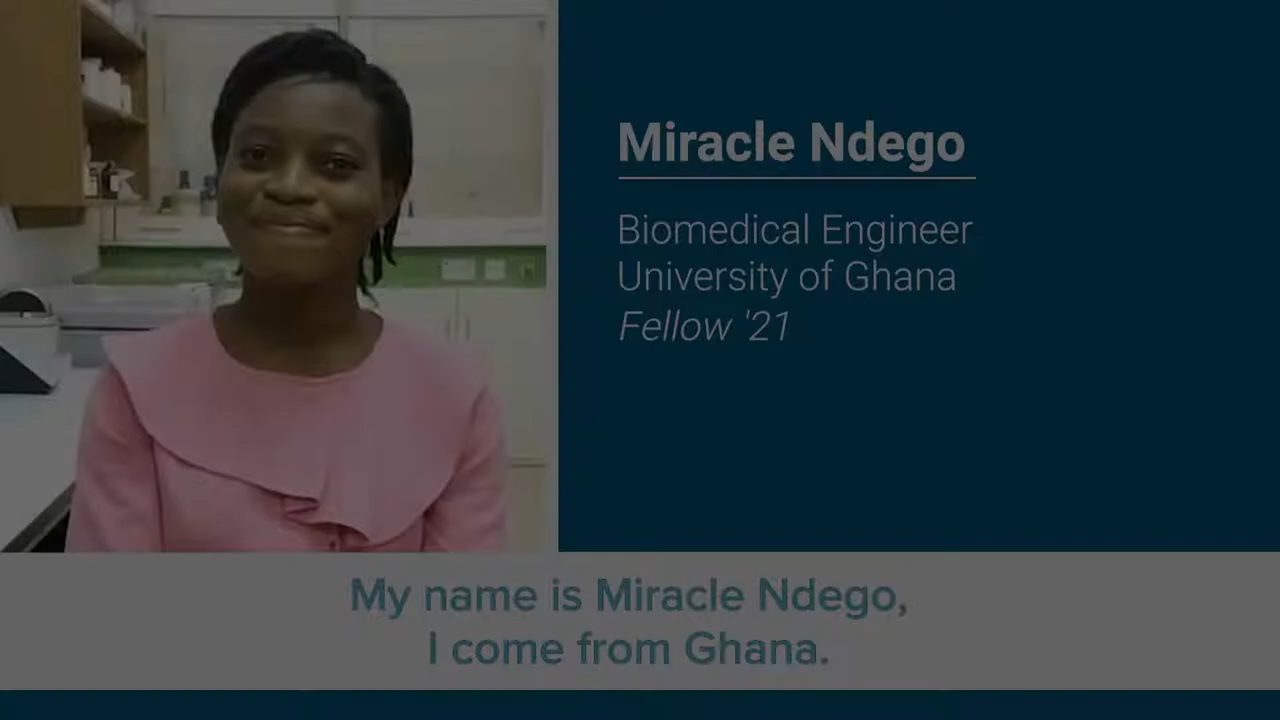 Miracle Ndego
Biomedical Engineer
University of Ghana
Fellow '21
My name is Miracle Ndego,
I come from Ghana.